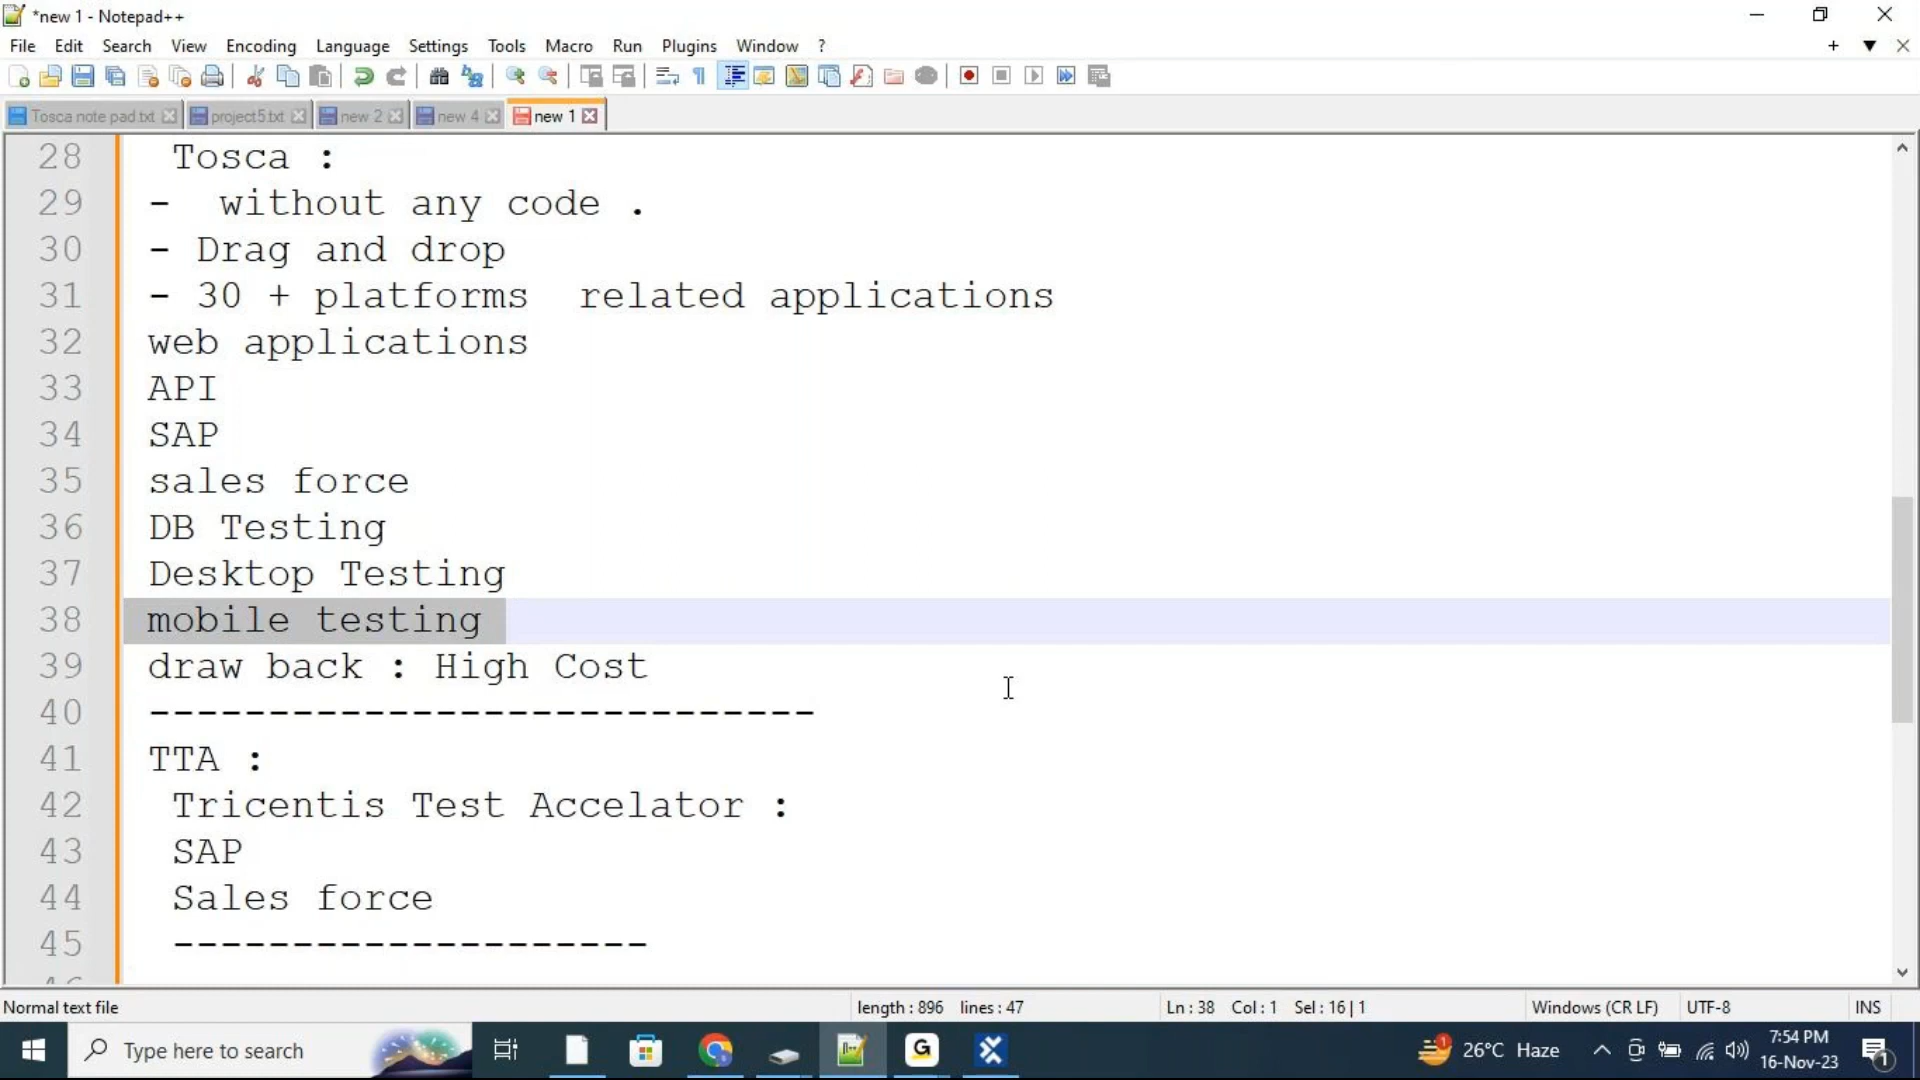 *new 1 - Notepad++
File Edit Search View Encoding Language Settings Tools Macro Run Plugins Window ?
Tosca note pad.txt project5.txt new 2 new 4 new 1
28 Tosca :
29 - without any code .
30 - Drag and drop
31 - 30 + platforms related applications
32 web applications
33 API
34 SAP
35 sales force
36 DB Testing
37 Desktop Testing
38 mobile testing
39 draw back : High Cost
40 ----------------------------
41 TTA :
42 Tricentis Test Accelator :
43 SAP
44 Sales force
45 --------------------
Normal text file length : 896 lines : 47 Ln : 38 Col : 1 Sel : 16 | 1 Windows (CR LF) UTF-8 INS
Type here to search 26°C Haze 7:54 PM
16-Nov-23 1